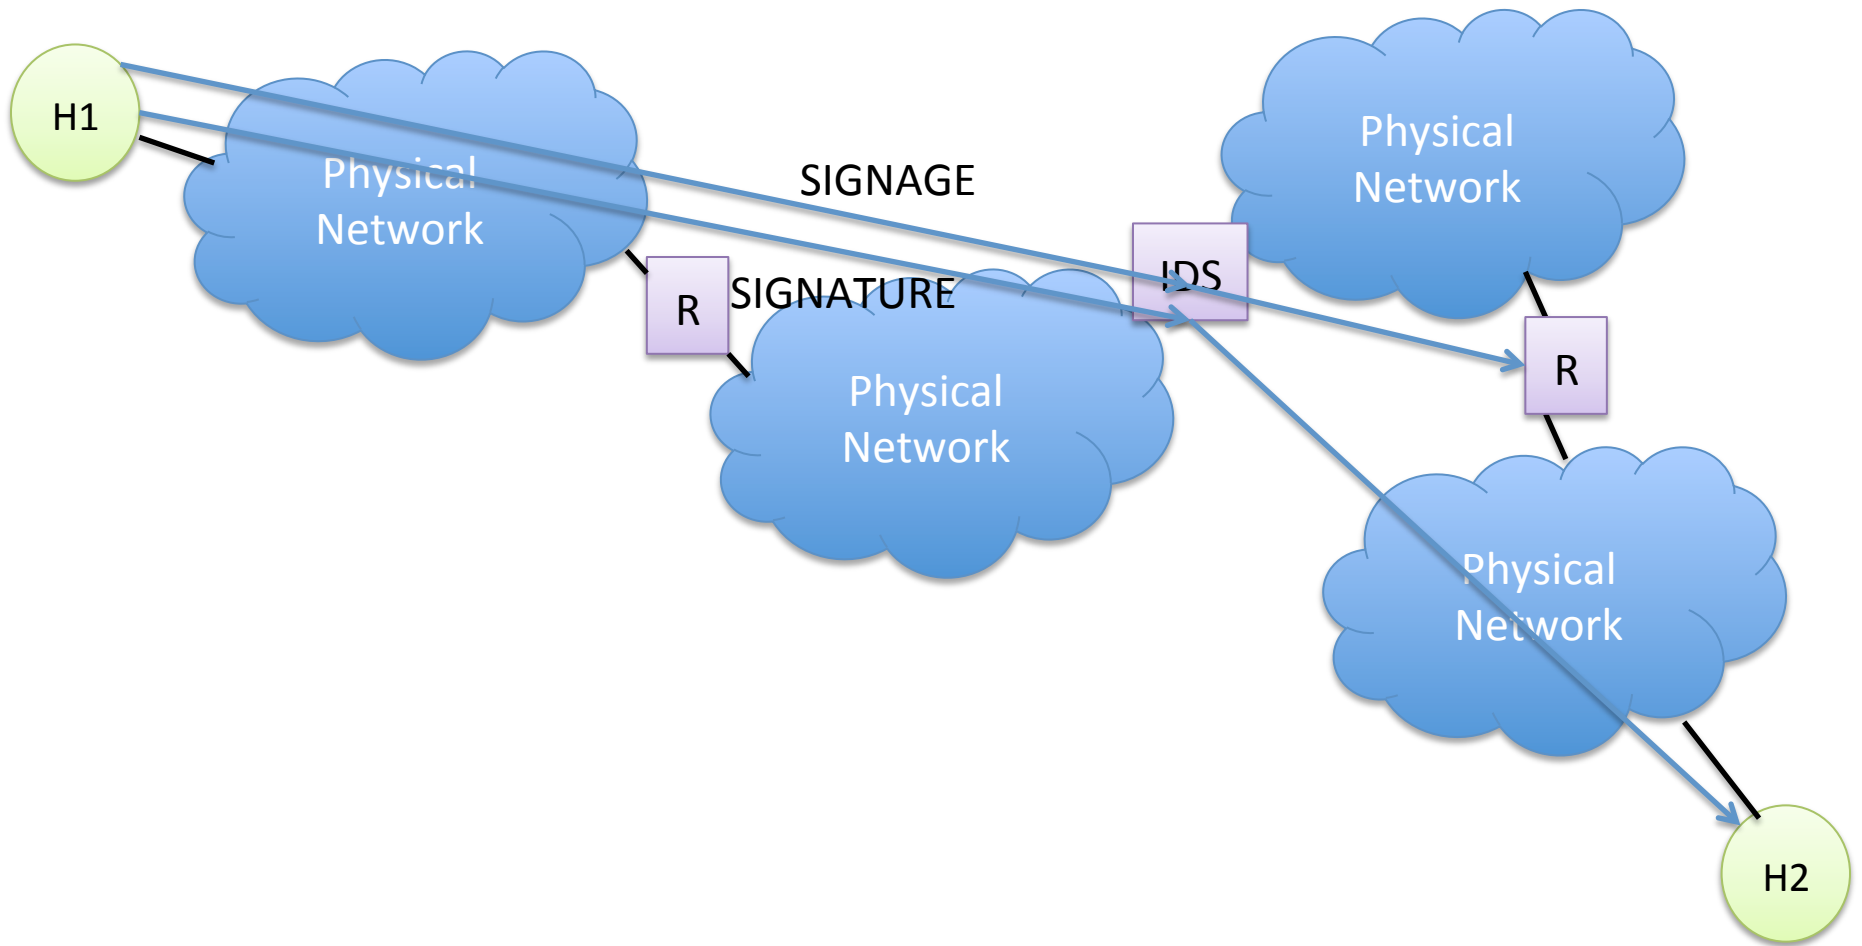 H1
Physical
Network
SIGNAGE
Physical
Network
IDS
R
SIGNATURE
R
Physical
Network
Physical
Network
H2